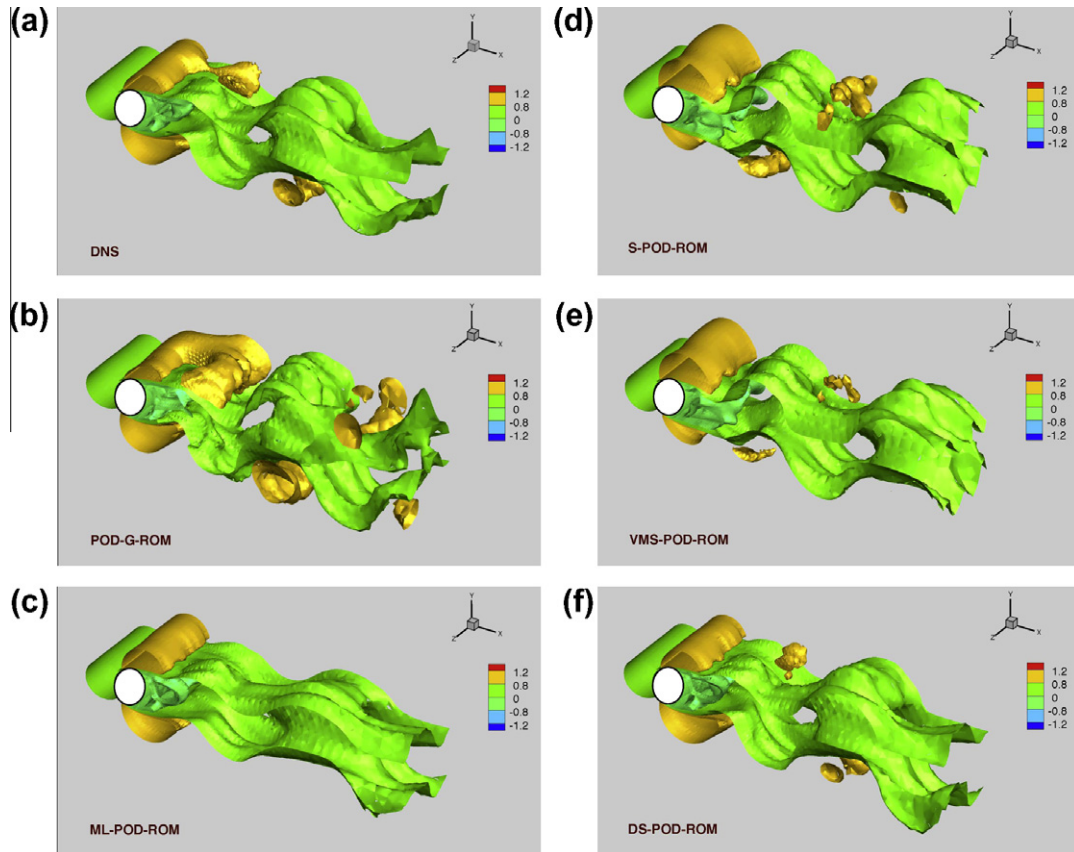 (a)
Y
X
Z
1.2
0.8
0
-0.8
-1.2
DNS
(d)
Y
X
Z
1.2
0.8
0
-0.8
-1.2
S-POD-ROM
(b)
Y
X
Z
1.2
0.8
0
-0.8
-1.2
POD-G-ROM
(e)
Y
X
Z
1.2
0.8
0
-0.8
-1.2
VMS-POD-ROM
(c)
Y
X
Z
1.2
0.8
0
-0.8
-1.2
ML-POD-ROM
(f)
Y
X
Z
1.2
0.8
0
-0.8
-1.2
DS-POD-ROM